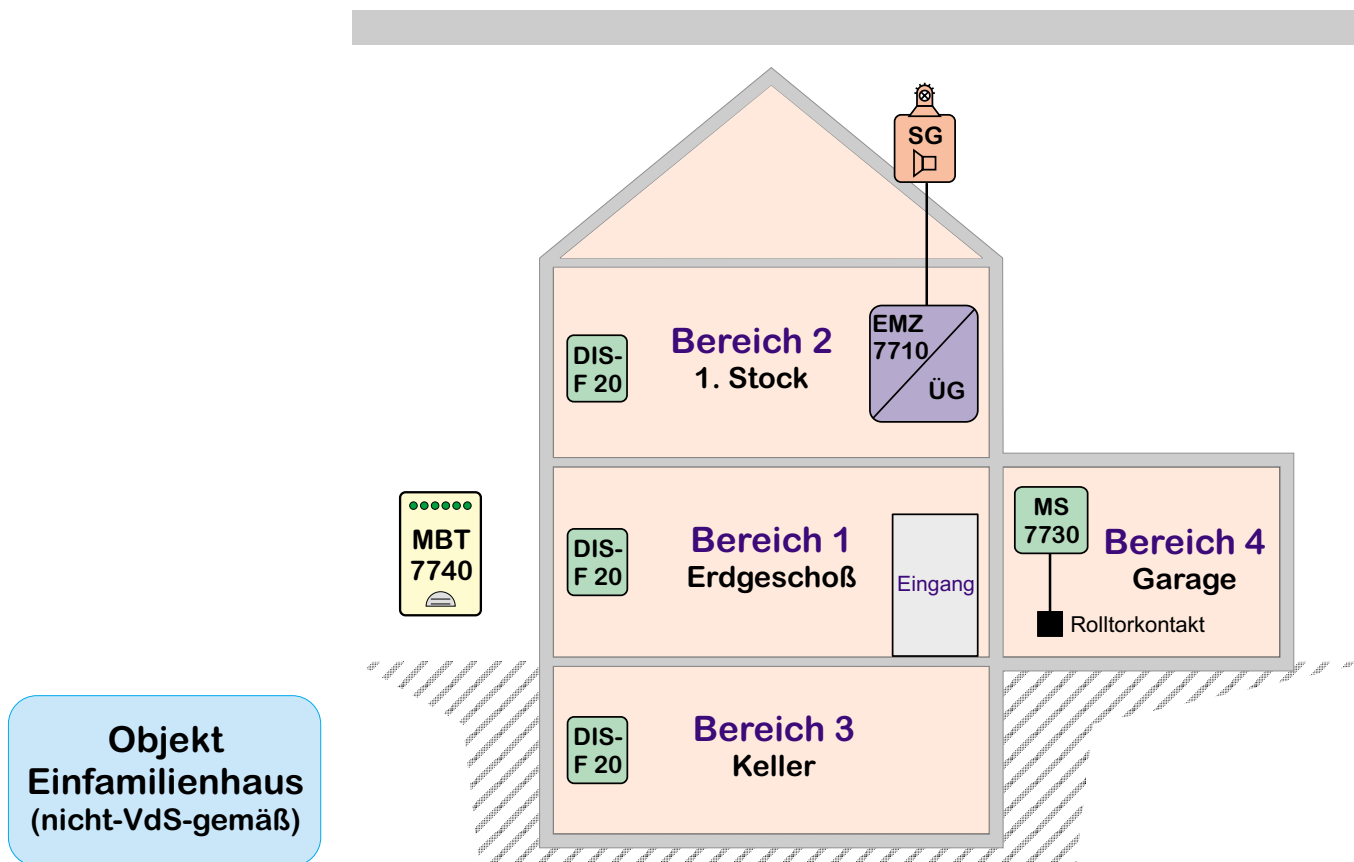 SG
EMZ
7710
ÜG
DIS-
F 20
Bereich 2
1. Stock
MBT
7740
DIS-
F 20
Bereich 1
Erdgeschoß
Eingang
MS
7730
Bereich 4
Garage
Rolltorkontakt
DIS-
F 20
Bereich 3
Keller
Objekt
Einfamilienhaus
(nicht-VdS-gemäß)